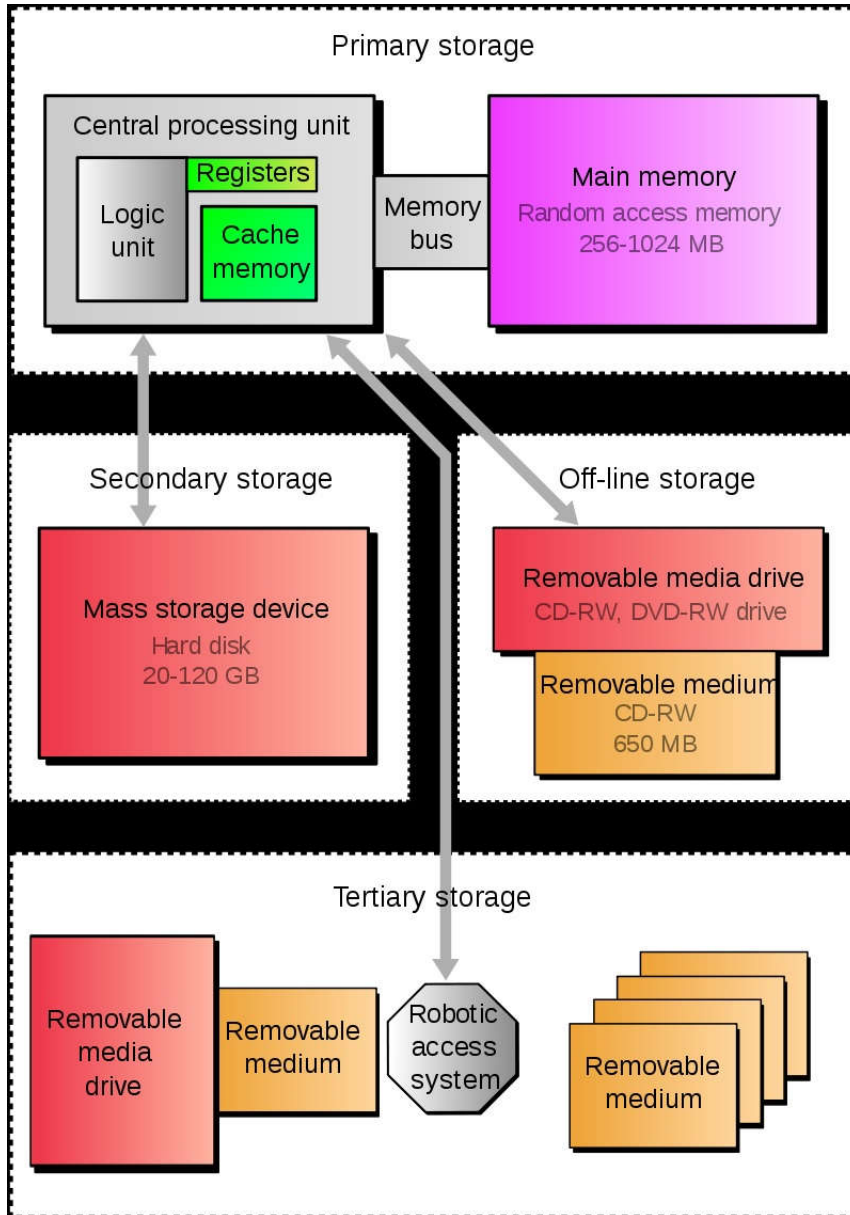 Primary storage
Central processing unit
Registers
Logic
unit
Cache
memory
Memory
bus
Main memory
Random access memory
256-1024 MB
Secondary storage
Mass storage device
Hard disk
20-120 GB
Off-line storage
Removable media drive
CD-RW, DVD-RW drive
Removable medium
CD-RW
650 MB
Tertiary storage
Removable
media
drive
Removable
medium
Robotic
access
system
Removable
medium